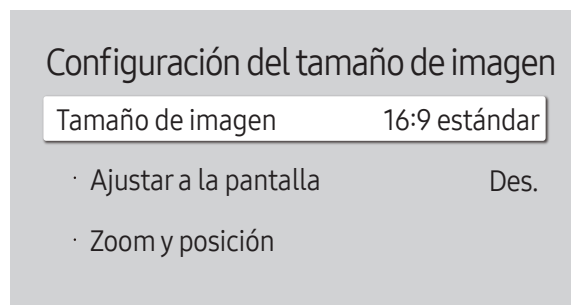 Configuración del tamaño de imagen
Tamaño de imagen 16:9 estándar
· Ajustar a la pantalla Des.
· Zoom y posición